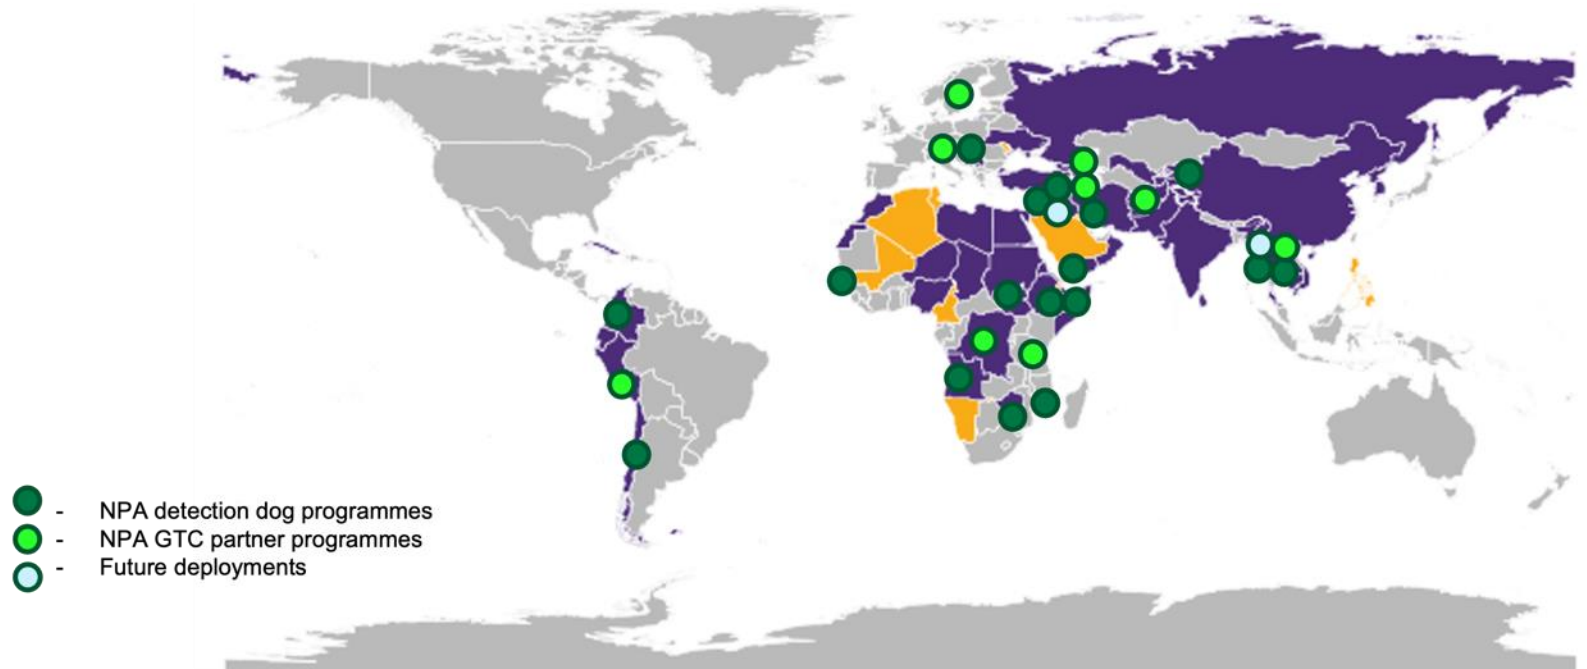 - NPA detection dog programmes
- NPA GTC partner programmes
- Future deployments